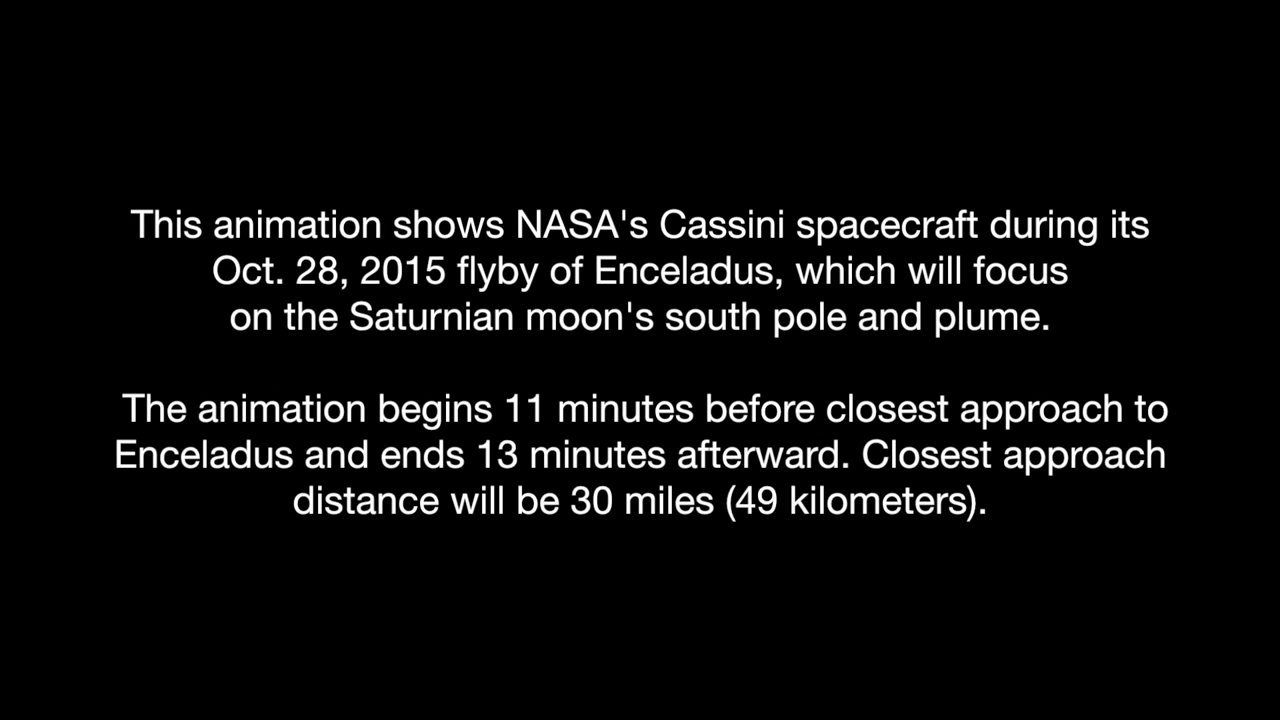 This animation shows NASA's Cassini spacecraft during its
Oct. 28, 2015 flyby of Enceladus, which will focus
on the Saturnian moon's south pole and plume.
The animation begins 11 minutes before closest approach to
Enceladus and ends 13 minutes afterward. Closest approach
distance will be 30 miles (49 kilometers).